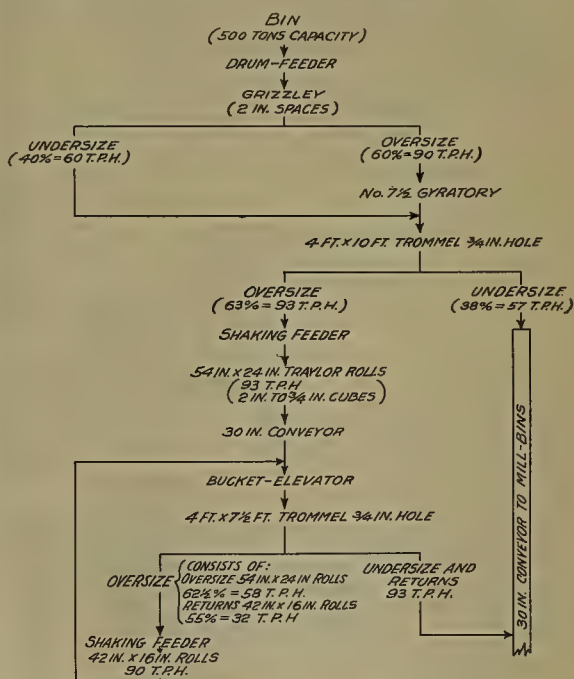 BIN
(500 TONS CAPACITY)
DRUM-FEEDER
GRIZZLEY
(2 IN. SPACES)
UNDERSIZE
(40%=60 T.P.H.)
OVERSIZE
(60%=90 T.P.H.)
No. 7½ GYRATORY
4 FT. X 10 FT. TROMMEL ¾ IN. HOLE
OVERSIZE
(63%=93 T.P.H.)
UNDERSIZE
(38%=57 T.P.H.)
SHAKING FEEDER
54 IN. X 24 IN. TRAYLOR ROLLS
(93 T.P.H
(2 IN. TO ¾ IN. CUBES)
30 IN. CONVEYOR
30 IN. CONVEYOR TO MILL-BINS
BUCKET-ELEVATOR
4 FT. X 7½ FT. TROMMEL ¾ IN. HOLE
OVERSIZE
CONSISTS OF:
OVERSIZE 54 IN. X 24 IN. ROLLS
62½%=58 T.P.H.
RETURNS 42 IN. X 16 IN. ROLLS
55%=32 T.P.H
UNDERSIZE AND
RETURNS
93 T.P.H.
SHAKING FEEDER
42 IN. X 16 IN. ROLLS
90 T.P.H.